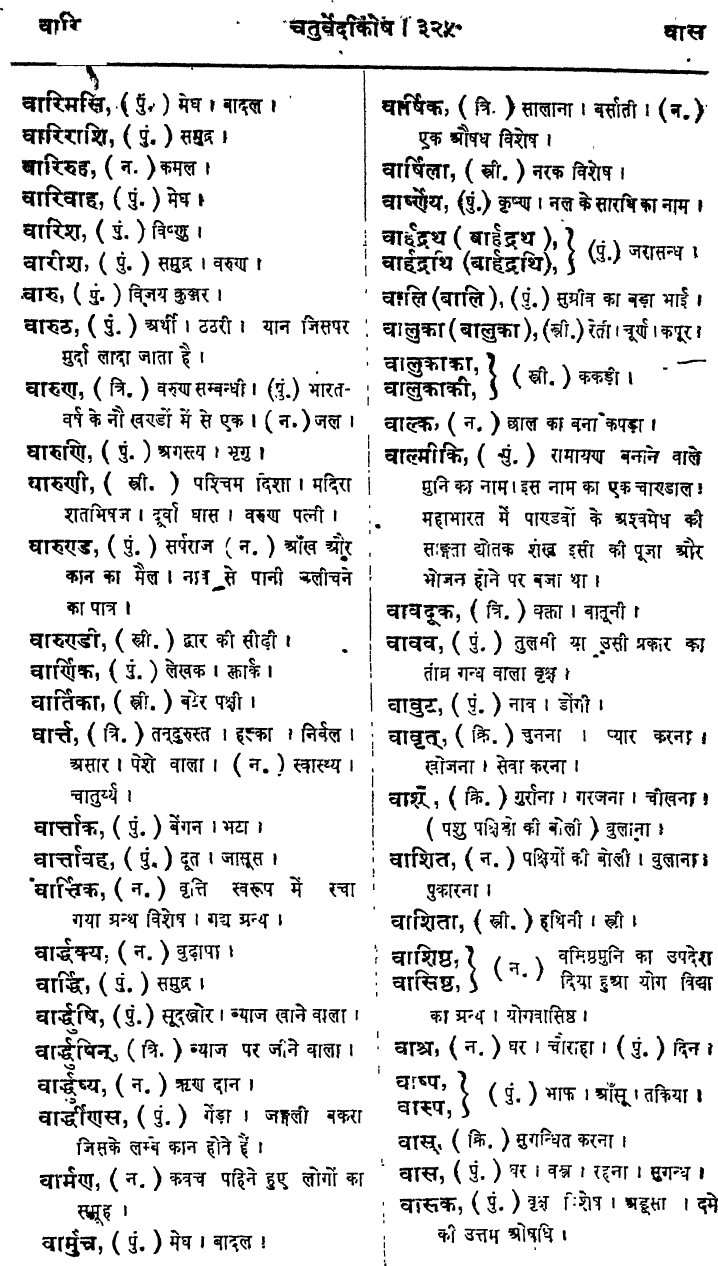 वारि
चतुर्वेदीकोष । ३२५
वास
वारिमसि, (पुं.) मेघ । बादल ।
वारिराशि, (पुं.) समुद्र ।
वारिरुह, (न.) कमल ।
वारिवाह, (पुं.) मेघ ।
वारिश, (पुं.) विष्णु ।
वारीश, (पुं.) समुद्र । वरुण ।
वारु, (पुं.) विजय कुञ्जर ।
वारुठ, (पुं.) अर्थी । ठठरी । यान जिसपर
मुर्दा लादा जाता है ।
वारुण, (त्रि.) वरुण सम्बन्धी । (पुं.) भारत-
वर्ष के नौ खण्डों में से एक । (न.) जल ।
वारुणि, (पुं.) अगस्त्य । भृगु ।
वारुणी, (स्त्री.) पश्चिम दिशा । मदिरा
शतभिषज । दूर्वा घास । वरुण पत्नी ।
वारुण्ड, (पुं.) सर्पराज (न.) आँख और
कान का मैल । नाव से पानी उलीचने
का पात्र ।
वारुण्डी, (स्त्री.) द्वार की सीढ़ी ।
वार्णिक, (पुं.) लेखक । क्लार्क ।
वार्तिका, (स्त्री.) बटेर पक्षी ।
वार्त्त, (त्रि.) तन्दुरुस्त । हल्का । निर्बल ।
असार । पेशे वाला । (न.) स्वास्थ्य ।
चातुर्य्य ।
वार्त्ताक, (पुं.) बेंगन । भटा ।
वार्त्तावह, (पुं.) दूत । जासूस ।
वार्त्तिक, (न.) वृत्ति स्वरूप में रचा
गया ग्रन्थ विशेष । गद्य ग्रन्थ ।
वार्द्धक्य, (न.) बुढ़ापा ।
वार्द्धि, (पुं.) समुद्र ।
वार्द्धुषि, (पुं.) सूदखोर । ब्याज खाने वाला ।
वार्द्धुषिन्, (त्रि.) ब्याज पर जीने वाला ।
वार्द्धुष्य, (न.) ऋण दान ।
वार्द्धीणस, (पुं.) गेंड़ा । जङ्गली बकरा
जिसके लम्बे कान होते हैं ।
वार्मण, (न.) कवच पहिने हुए लोगों का
समूह ।
वार्मुच, (पुं.) मेघ । बादल ।
वार्षिक, (त्रि.) सालाना । बर्साती । (न.)
एक औषध विशेष ।
वार्षिला, (स्त्री.) नरक विशेष ।
वार्ष्णेय, (पुं.) कृष्ण । नल के सारथि का नाम ।
वार्हद्रथ (बार्हद्रथ),
वार्हद्रथि (बार्हद्रथि), } (पुं.) जरासन्ध ।
वालि (बालि), (पुं.) सुग्रीव का बड़ा भाई ।
वालुका (बालुका), (स्त्री.) रेती । चूर्ण । कपूर ।
वालुकाका,
वालुकाकी, } (स्त्री.) ककड़ी ।
वाल्क, (न.) छाल का बना कपड़ा ।
वाल्मीकि, (पुं.) रामायण बनाने वाले
मुनि का नाम । इस नाम का एक चाण्डाल।
महाभारत में पाण्डवों के अश्वमेध की
साङ्गता द्योतक शंख इसी की पूजा और
भोजन होने पर बजा था ।
वावदूक, (त्रि.) वक्ता । बातूनी ।
वावव, (पुं.) तुलसी या उसी प्रकार का
तीव्र गन्ध वाला वृक्ष ।
वावुट, (पुं.) नाव । डोंगी ।
वावृत्, (क्रि.) चुनना । प्यार करना ।
खोजना । सेवा करना ।
वाश्, (क्रि.) गुर्राना । गरजना । चीखना ।
(पशु पक्षियों की बोली) बुलाना ।
वाशित, (न.) पक्षियों की बोली । बुलाना ।
पुकारना ।
वाशिता, (स्त्री.) हथिनी । स्त्री ।
वाशिष्ठ,
वासिष्ठ, } (न.) वसिष्ठमुनि का उपदेश
दिया हुआ योग विद्या
का ग्रन्थ । योगवासिष्ठ ।
वाश्र, (न.) घर । चौराहा । (पुं.) दिन ।
वाष्प,
वास्प, } (पुं.) भाफ । आँसू । तकिया ।
वास्, (क्रि.) सुगन्धित करना ।
वास, (पुं.) घर । वस्त्र । रहना । सुगन्ध ।
वासक, (पुं.) वृक्ष विशेष । अडूसा । दमे
की उत्तम ओषधि ।